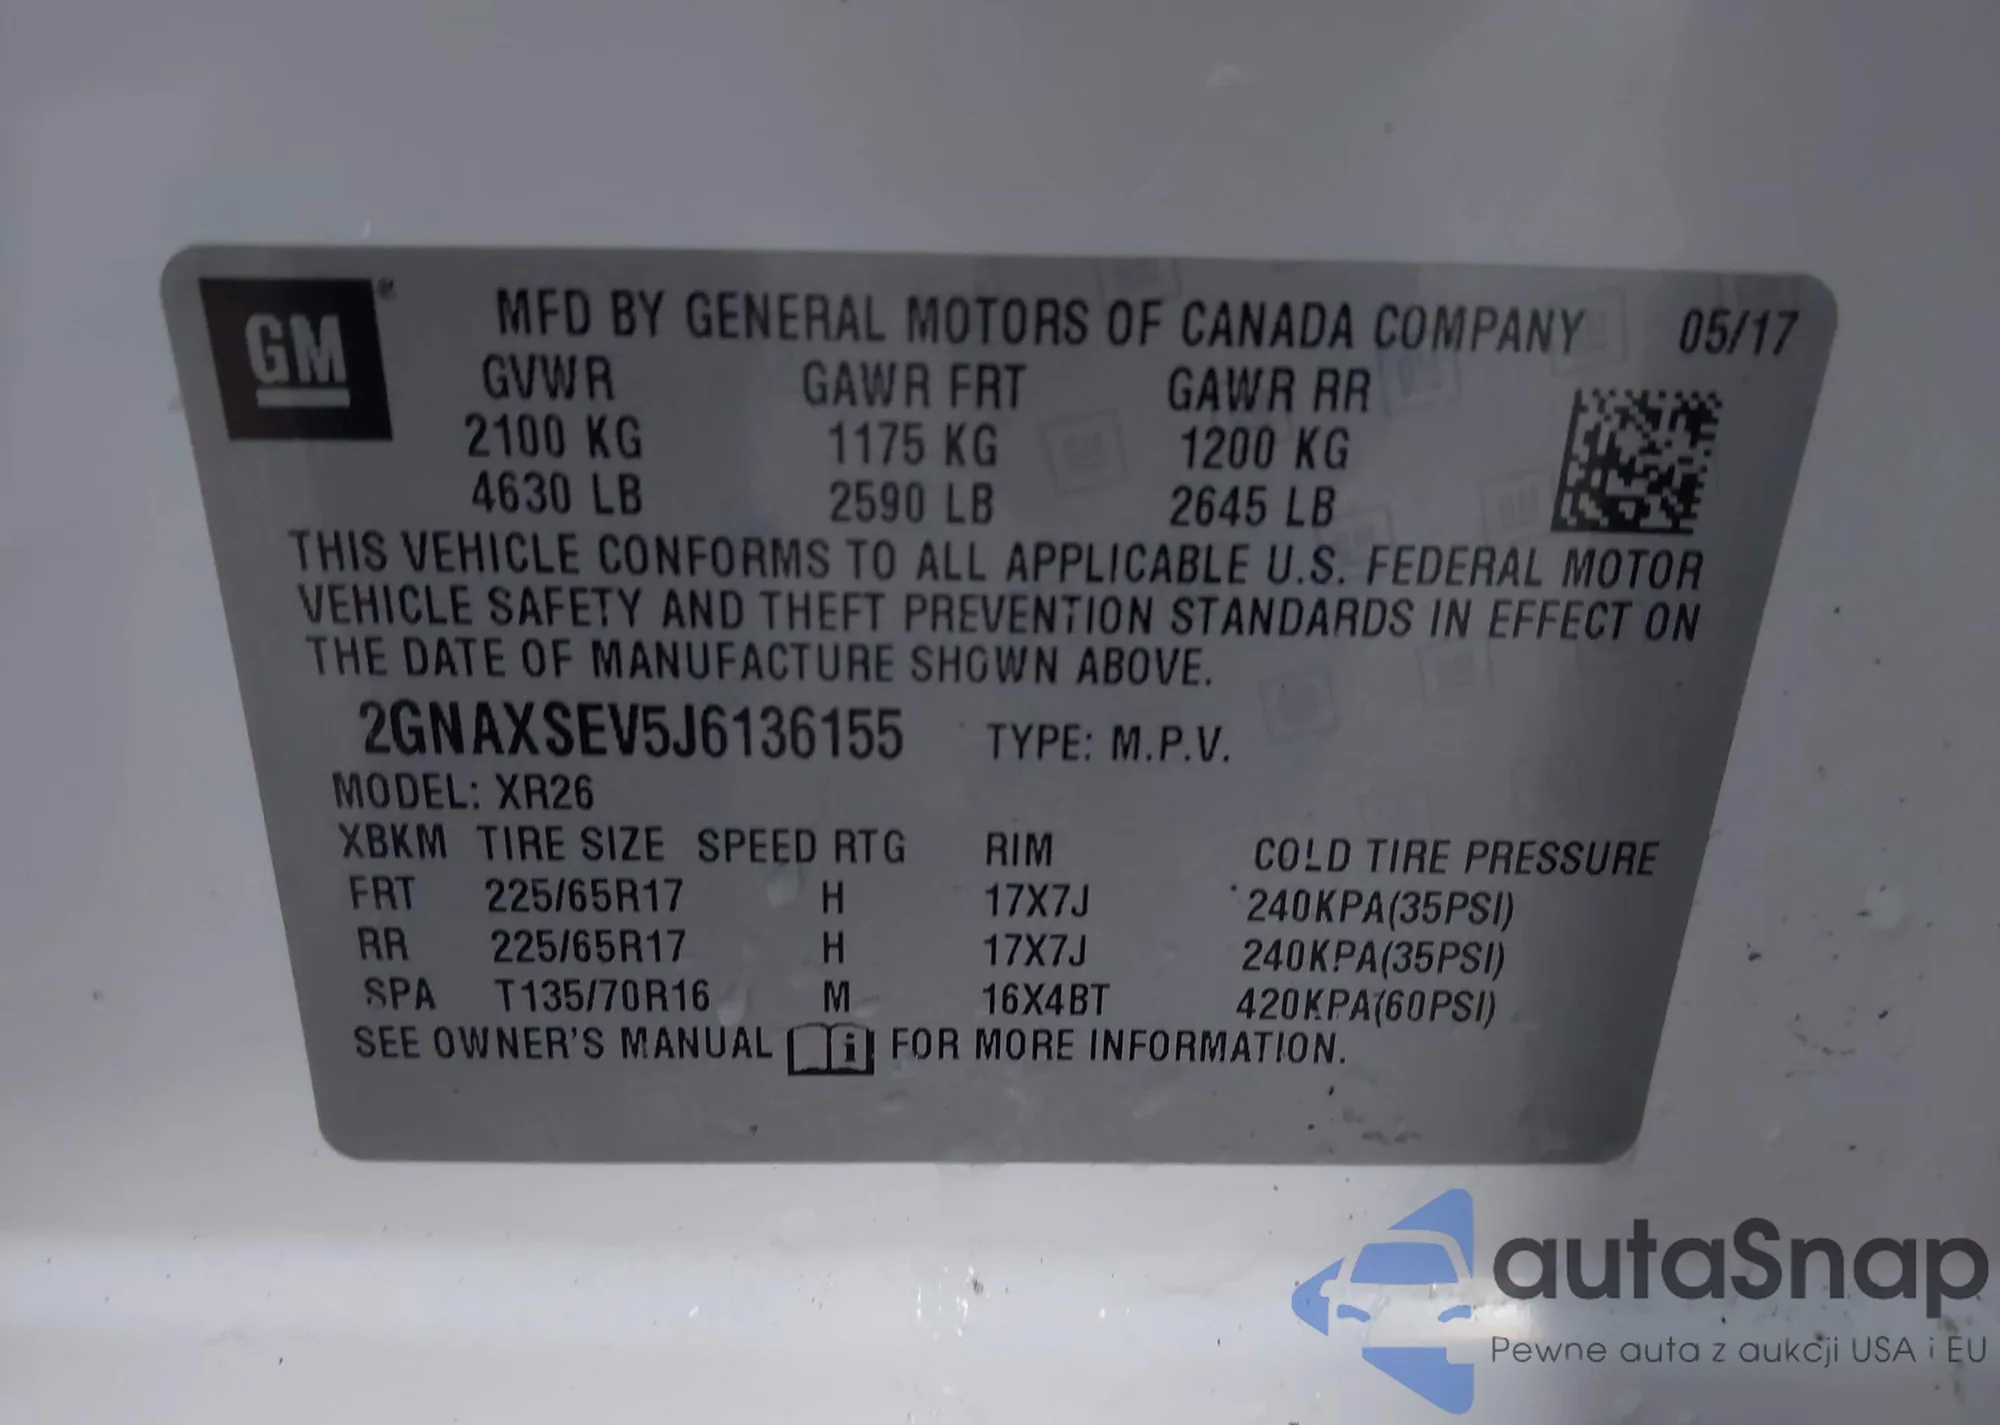 GM®
MFD BY GENERAL MOTORS OF CANADA COMPANY 05/17
GVWR GAWR FRT GAWR RR
2100 KG 1175 KG 1200 KG
4630 LB 2590 LB 2645 LB
THIS VEHICLE CONFORMS TO ALL APPLICABLE U.S. FEDERAL MOTOR
VEHICLE SAFETY AND THEFT PREVENTION STANDARDS IN EFFECT ON
THE DATE OF MANUFACTURE SHOWN ABOVE.
2GNAXSEV5J6136155 TYPE: M.P.V.
MODEL: XR26
XBKM TIRE SIZE SPEED RTG RIM COLD TIRE PRESSURE
FRT 225/65R17 H 17X7J 240KPA(35PSI)
RR 225/65R17 H 17X7J 240KPA(35PSI)
SPA T135/70R16 M 16X4BT 420KPA(60PSI)
SEE OWNER'S MANUAL i FOR MORE INFORMATION.
autaSnap
Pewne auta z aukcji USA i EU